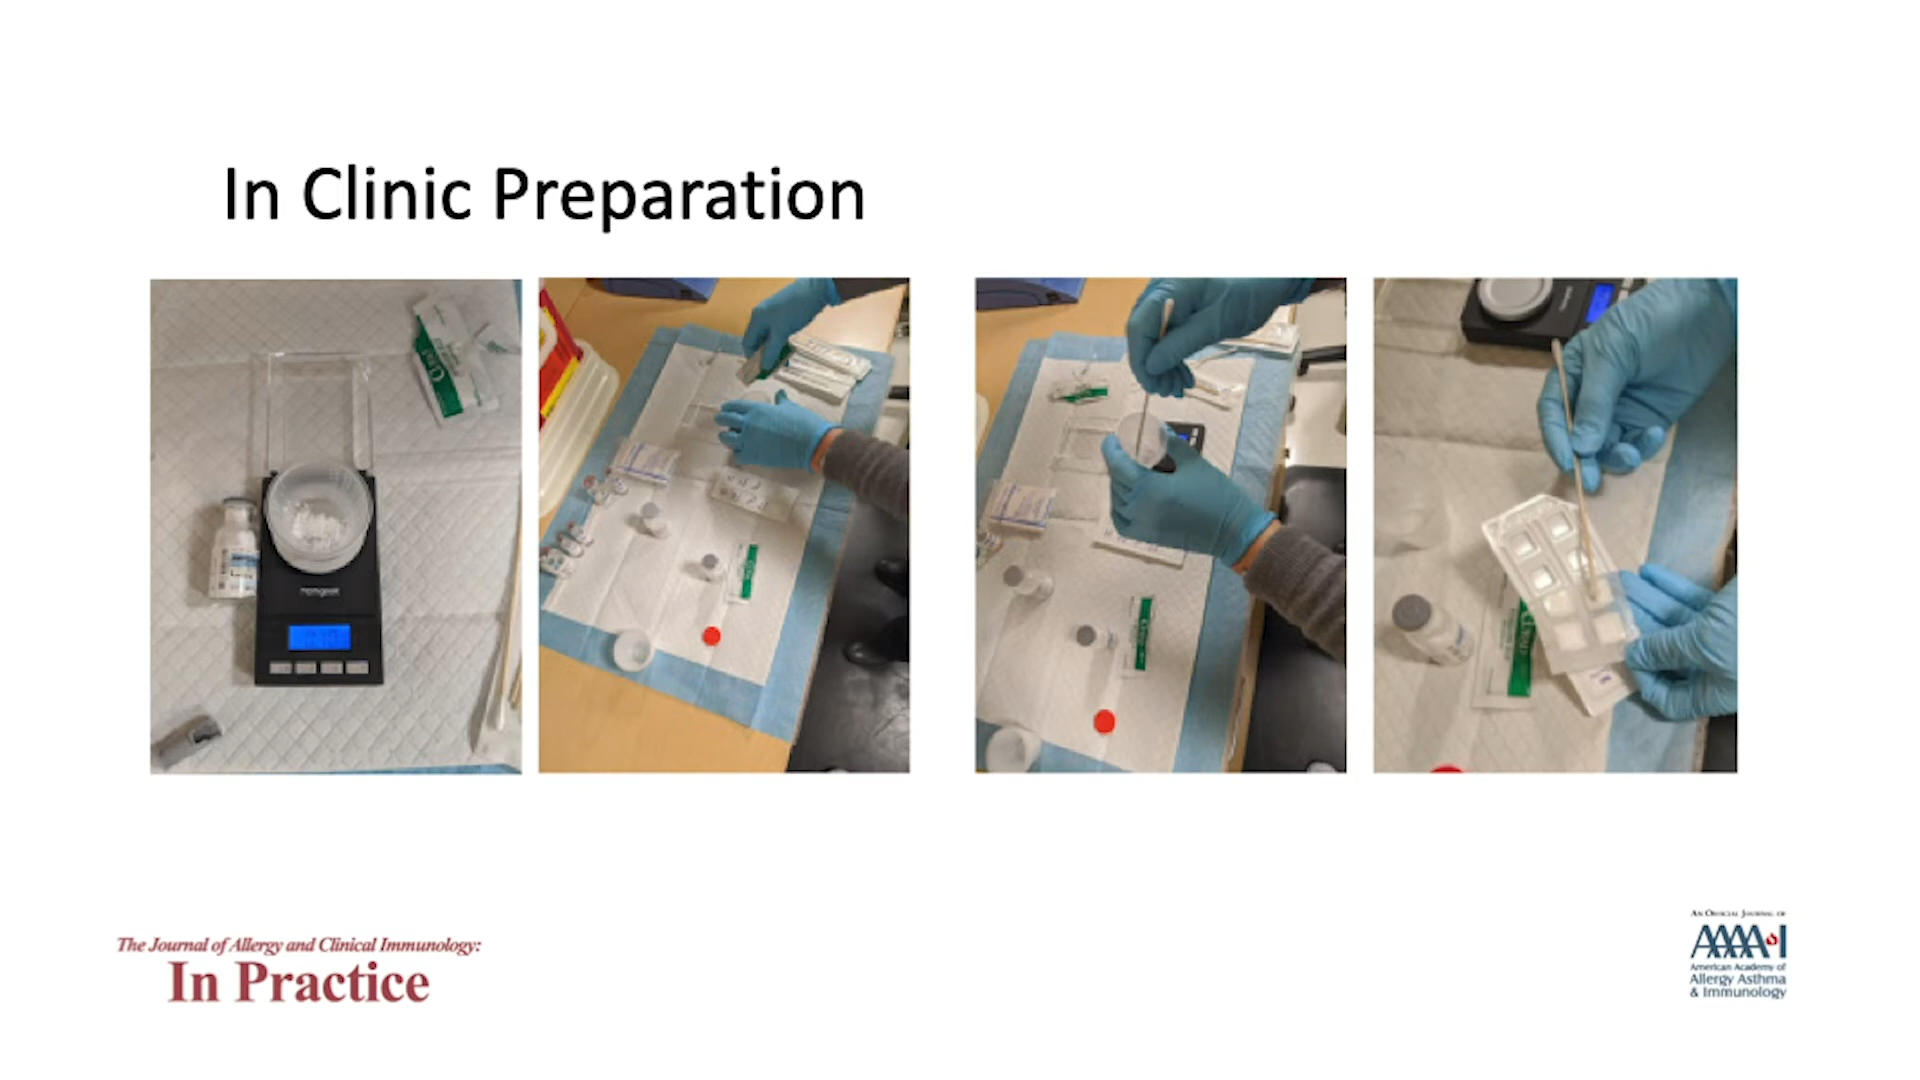 In Clinic Preparation
The Journal of Allergy and Clinical Immunology:
In Practice
AN OFFICIAL JOURNAL OF
AAAAI
American Academy of
Allergy Asthma
& Immunology